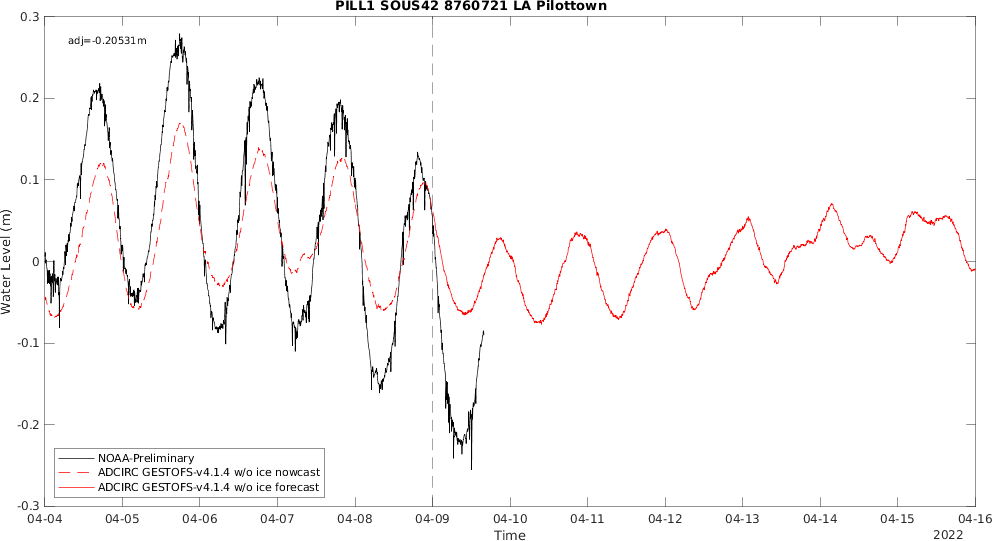 PILL1 SOUS42 8760721 LA Pilottown
adj=-0.20531m
0.3
0.2
0.1
0
-0.1
-0.2
-0.3
Water Level (m)
NOAA-Preliminary
ADCIRC GESTOFS-v4.1.4 w/o ice nowcast
ADCIRC GESTOFS-v4.1.4 w/o ice forecast
04-04 04-05 04-06 04-07 04-08 04-09 04-10 04-11 04-12 04-13 04-14 04-15 04-16
Time
2022